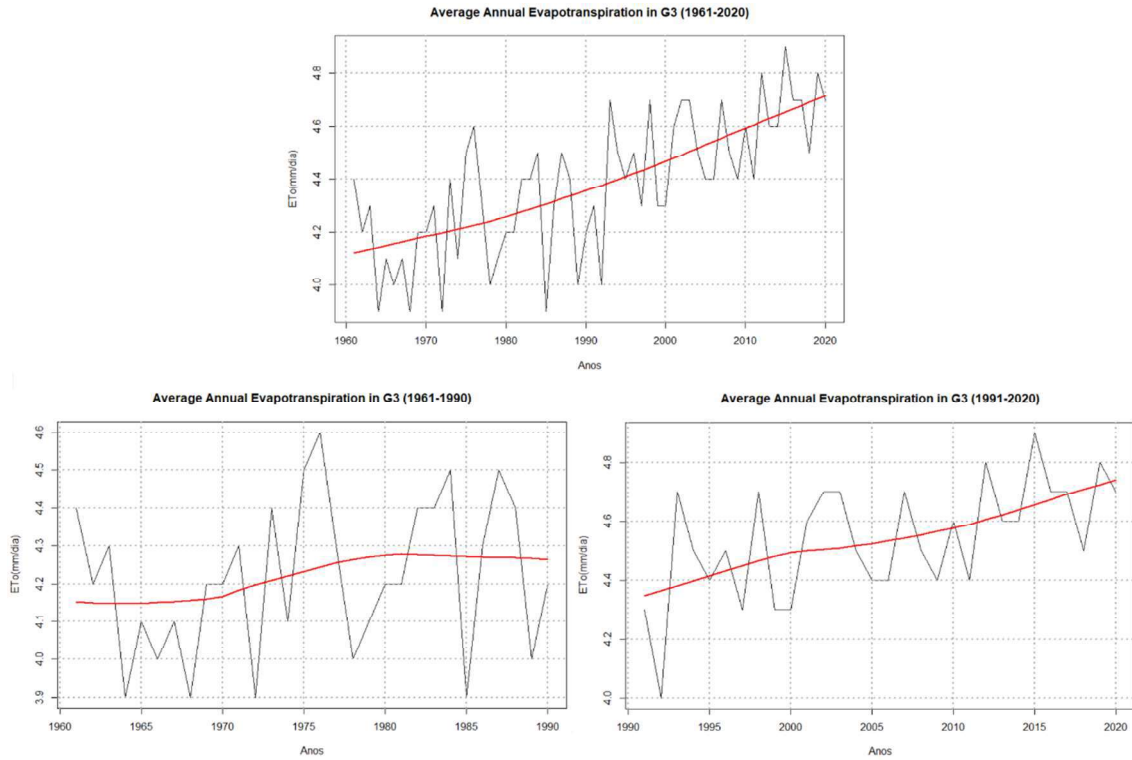 Average Annual Evapotranspiration in G3 (1961-2020)
ETo(mm/dia)
4.8
4.6
4.4
4.2
4.0
1960 1970 1980 1990 2000 2010 2020
Anos
Average Annual Evapotranspiration in G3 (1961-1990)
ETo(mm/dia)
4.6
4.5
4.4
4.3
4.2
4.1
4.0
3.9
1960 1965 1970 1975 1980 1985 1990
Anos
Average Annual Evapotranspiration in G3 (1991-2020)
ETo(mm/dia)
4.8
4.6
4.4
4.2
4.0
1990 1995 2000 2005 2010 2015 2020
Anos